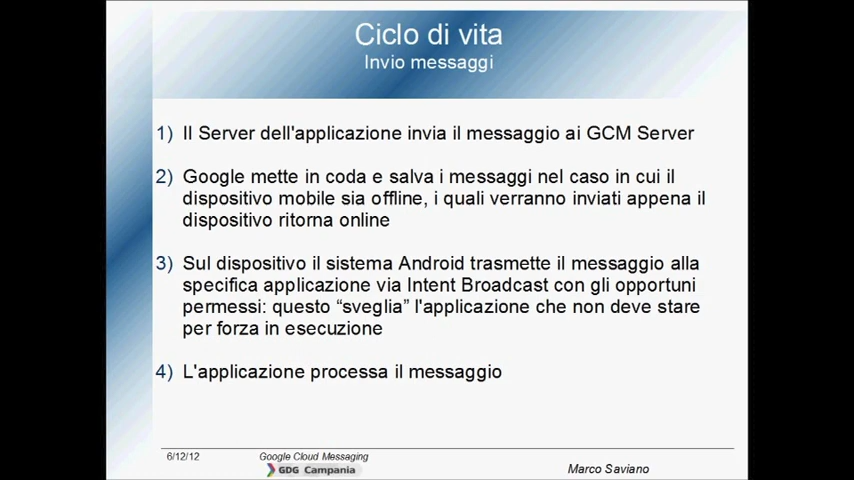 Ciclo di vita
Invio messaggi
1) Il Server dell'applicazione invia il messaggio ai GCM Server
2) Google mette in coda e salva i messaggi nel caso in cui il
dispositivo mobile sia offline, i quali verranno inviati appena il
dispositivo ritorna online
3) Sul dispositivo il sistema Android trasmette il messaggio alla
specifica applicazione via Intent Broadcast con gli opportuni
permessi: questo “sveglia” l'applicazione che non deve stare
per forza in esecuzione
4) L'applicazione processa il messaggio
6/12/12
Google Cloud Messaging
GDG Campania
Marco Saviano